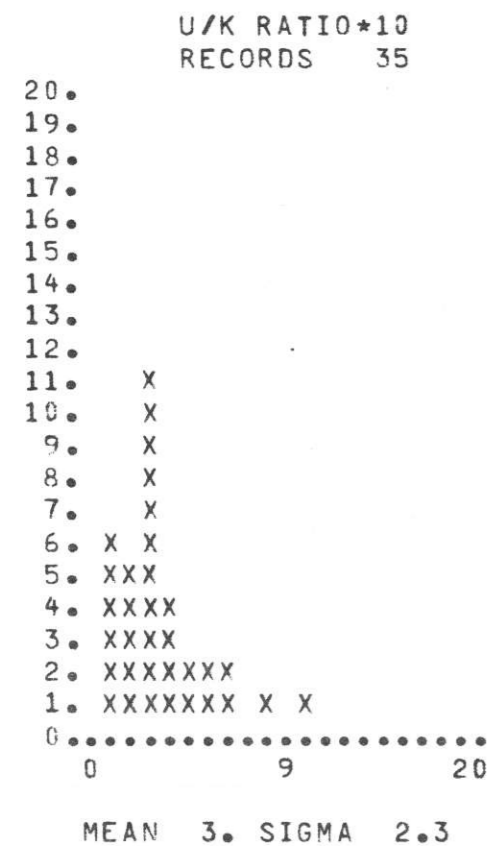 U/K RATIO*10
RECORDS   35
20.
19.
18.
17.
16.
15.
14.
13.
12.
11.   X
10.   X
9.   X
8.   X
7.   X
6. X X
5. XXX
4. XXXX
3. XXXX
2. XXXXXXX
1. XXXXXXX X X
0......................
0         9         20
MEAN  3. SIGMA  2.3